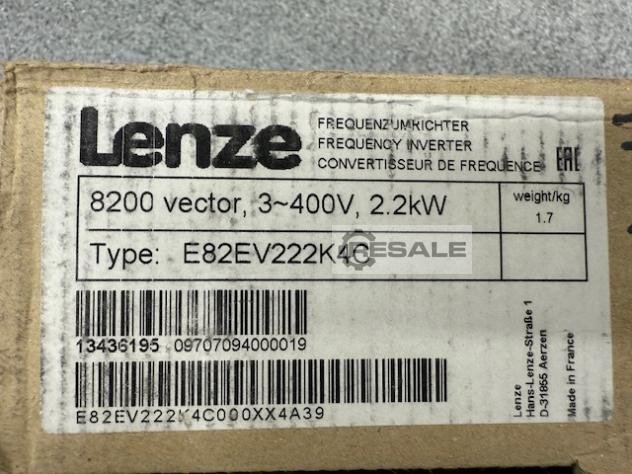 Lenze
FREQUENZUMRICHTER
FREQUENCY INVERTER
CONVERTISSEUR DE FREQUENCE
EAC
8200 vector, 3~400V, 2.2kW
weight/kg
1.7
Type: E82EV222K4C
RESALE
13436195 09707094000019
E82EV222K4C000XX4A39
Lenze
Hans-Lenze-Straße 1
D-31855 Aerzen
Made in France